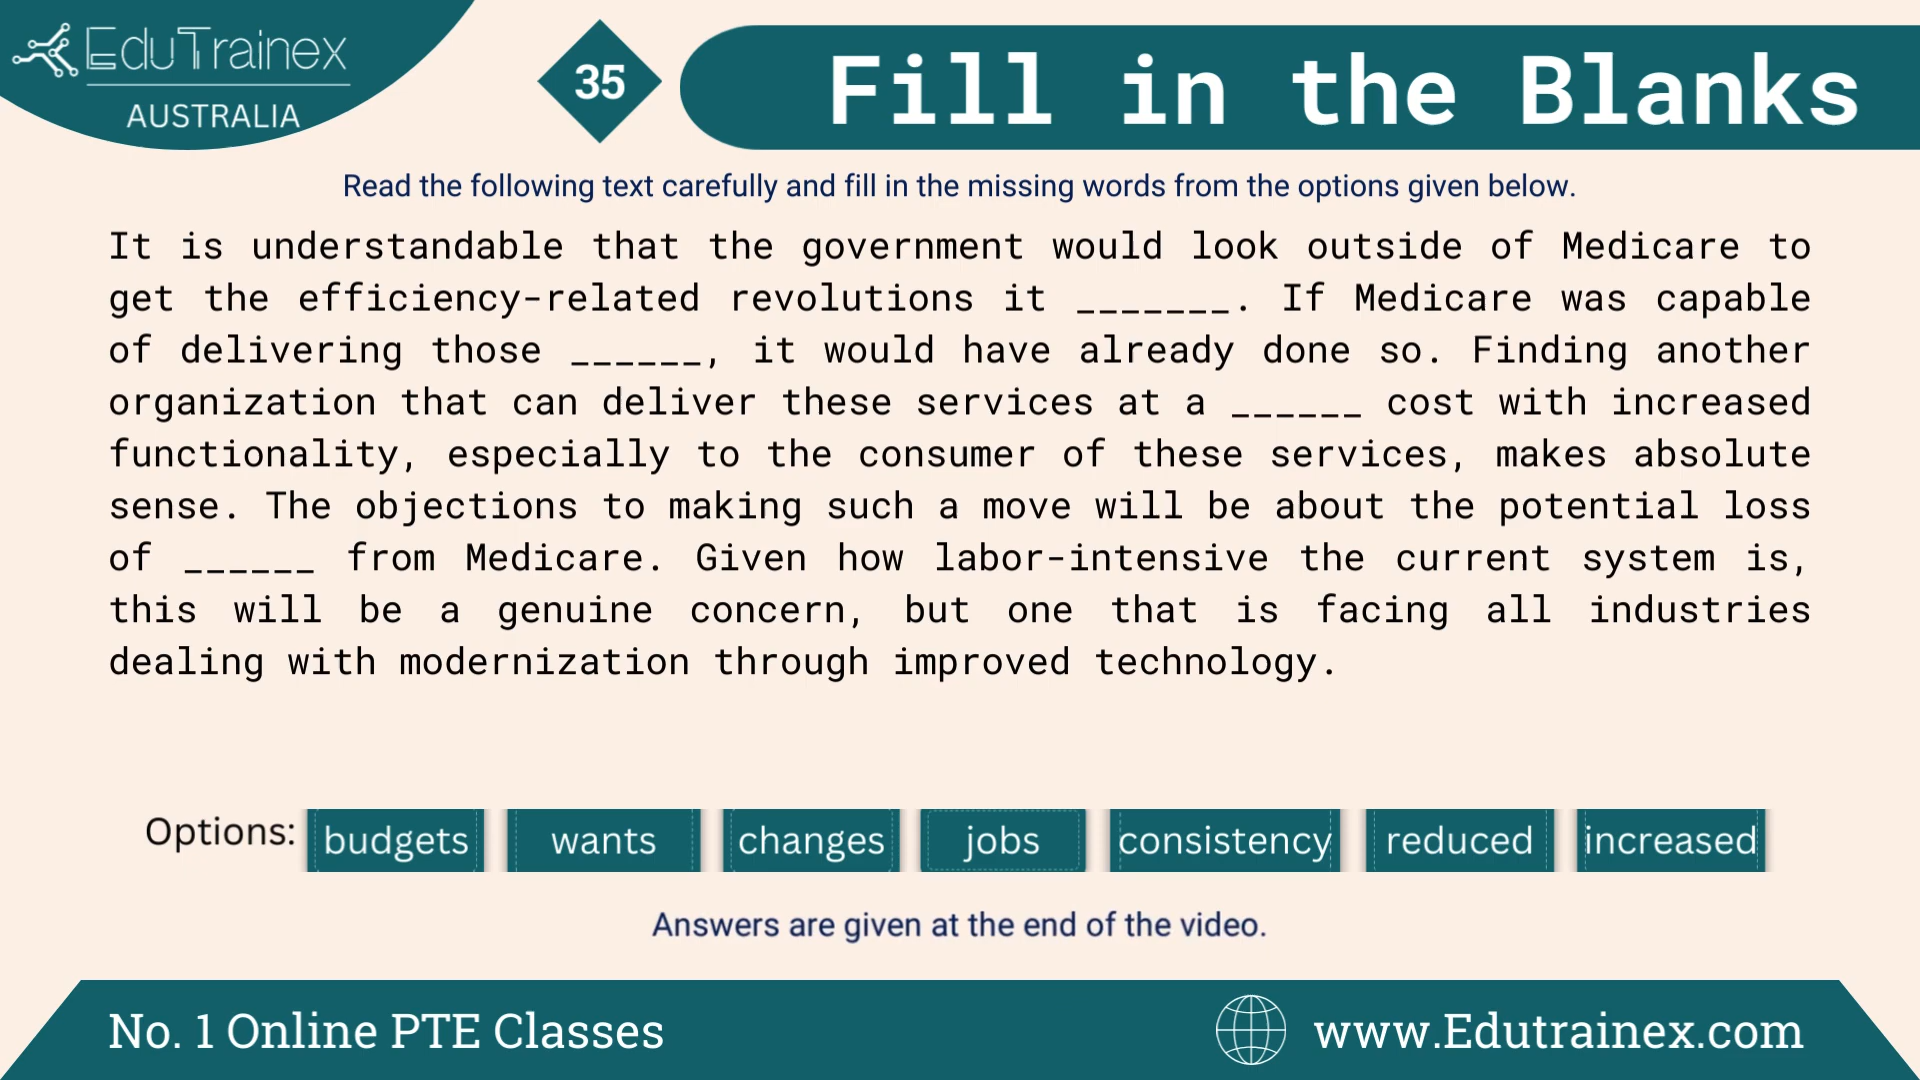 EduTrainex
AUSTRALIA
35
Fill in the Blanks
Read the following text carefully and fill in the missing words from the options given below.
It is understandable that the government would look outside of Medicare to
get the efficiency-related revolutions it _______. If Medicare was capable
of delivering those ______, it would have already done so. Finding another
organization that can deliver these services at a ______ cost with increased
functionality, especially to the consumer of these services, makes absolute
sense. The objections to making such a move will be about the potential loss
of ______ from Medicare. Given how labor-intensive the current system is,
this will be a genuine concern, but one that is facing all industries
dealing with modernization through improved technology.
Options: budgets wants changes jobs consistency reduced increased
Answers are given at the end of the video.
No. 1 Online PTE Classes
www.Edutrainex.com